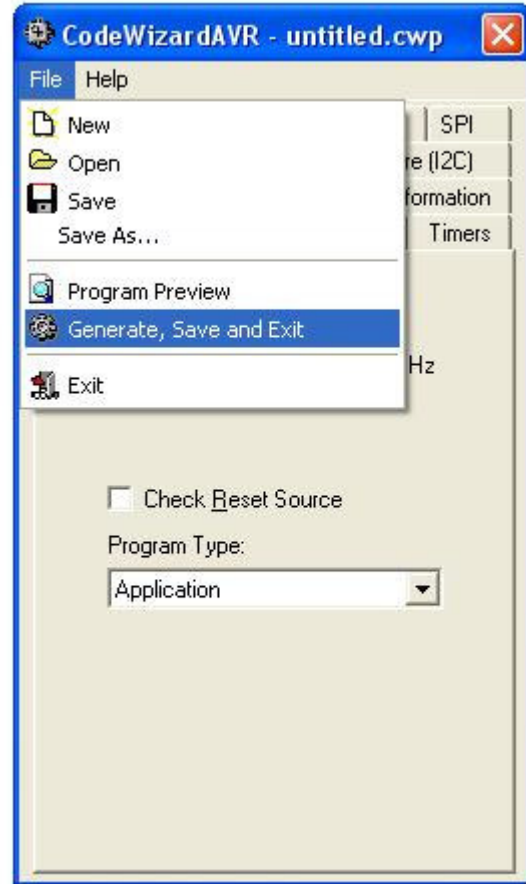 CodeWizardAVR - untitled.cwp
File Help
New
SPI
Open
re (I2C)
Save
formation
Save As...
Timers
Program Preview
Generate, Save and Exit
Hz
Exit
Check Reset Source
Program Type:
Application